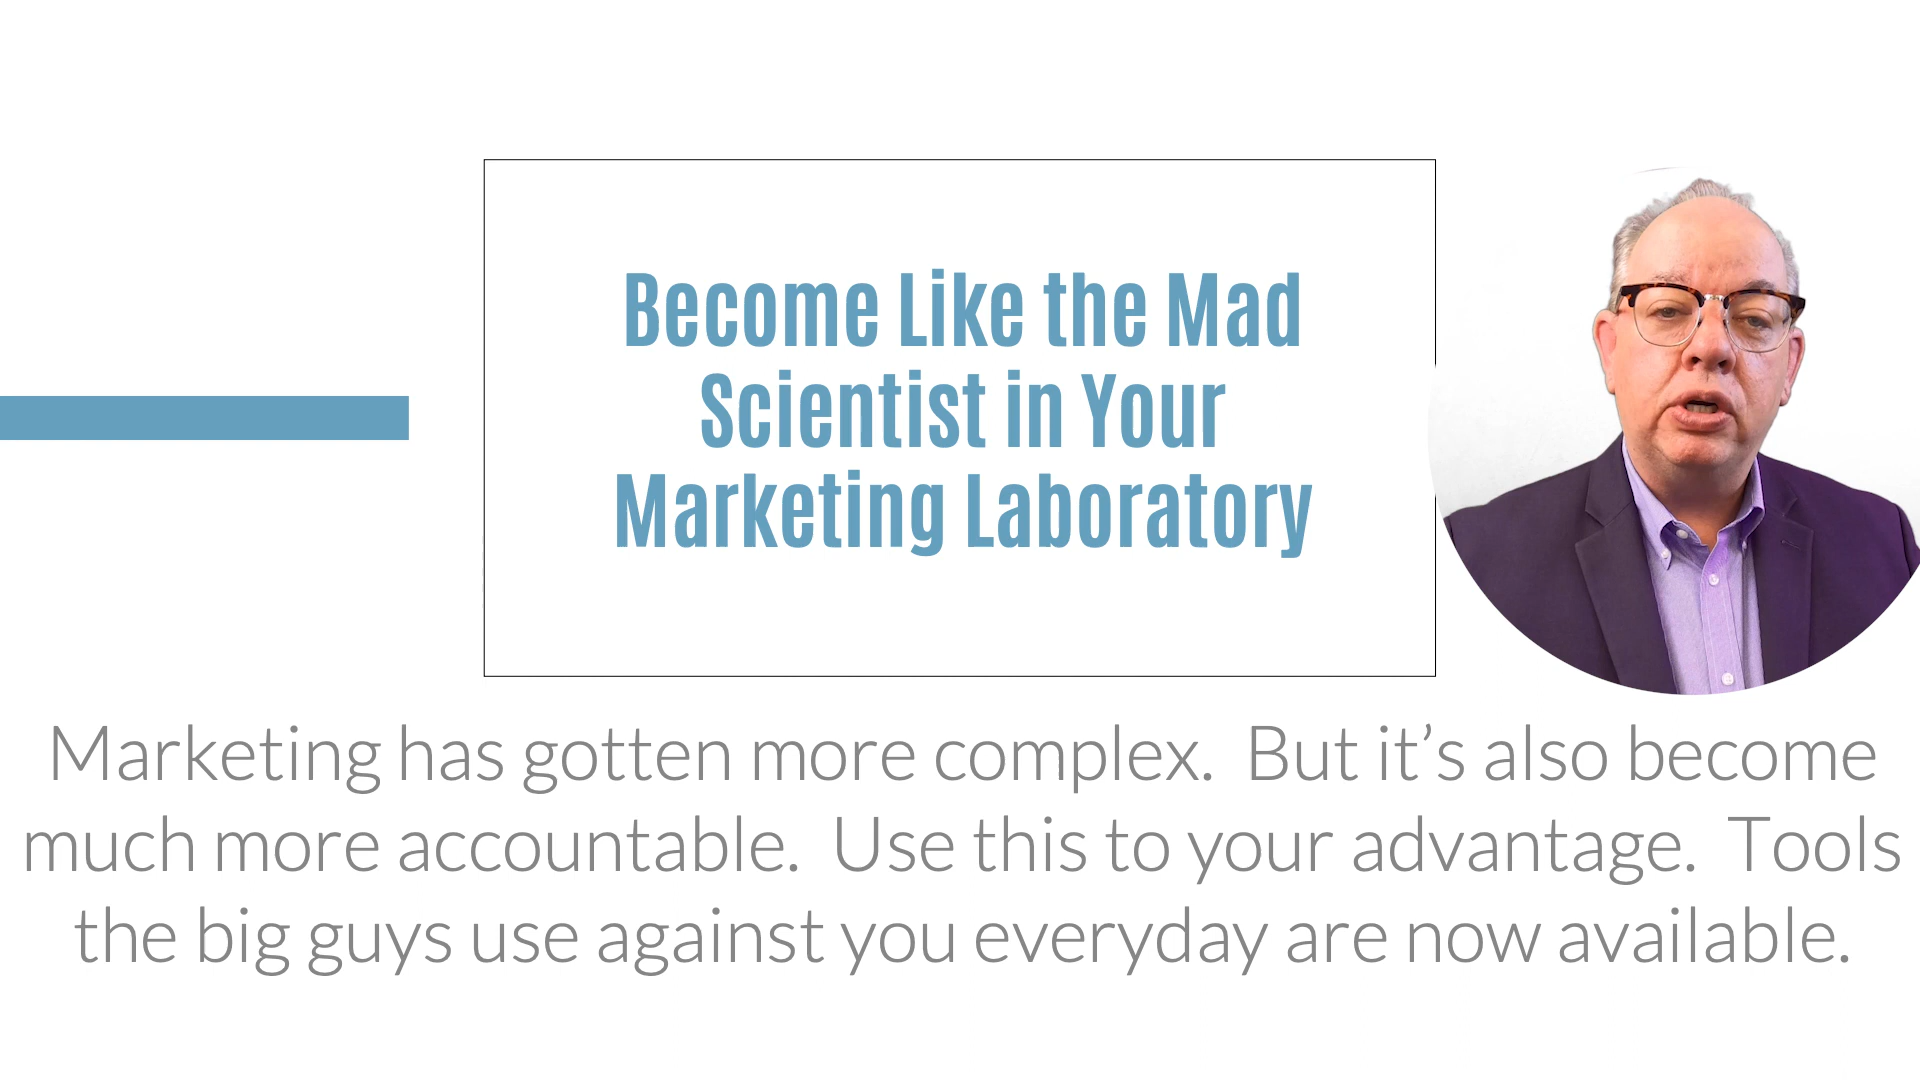 Become Like the Mad
Scientist in Your
Marketing Laboratory
Marketing has gotten more complex.  But it’s also become
much more accountable.  Use this to your advantage.  Tools
the big guys use against you everyday are now available.